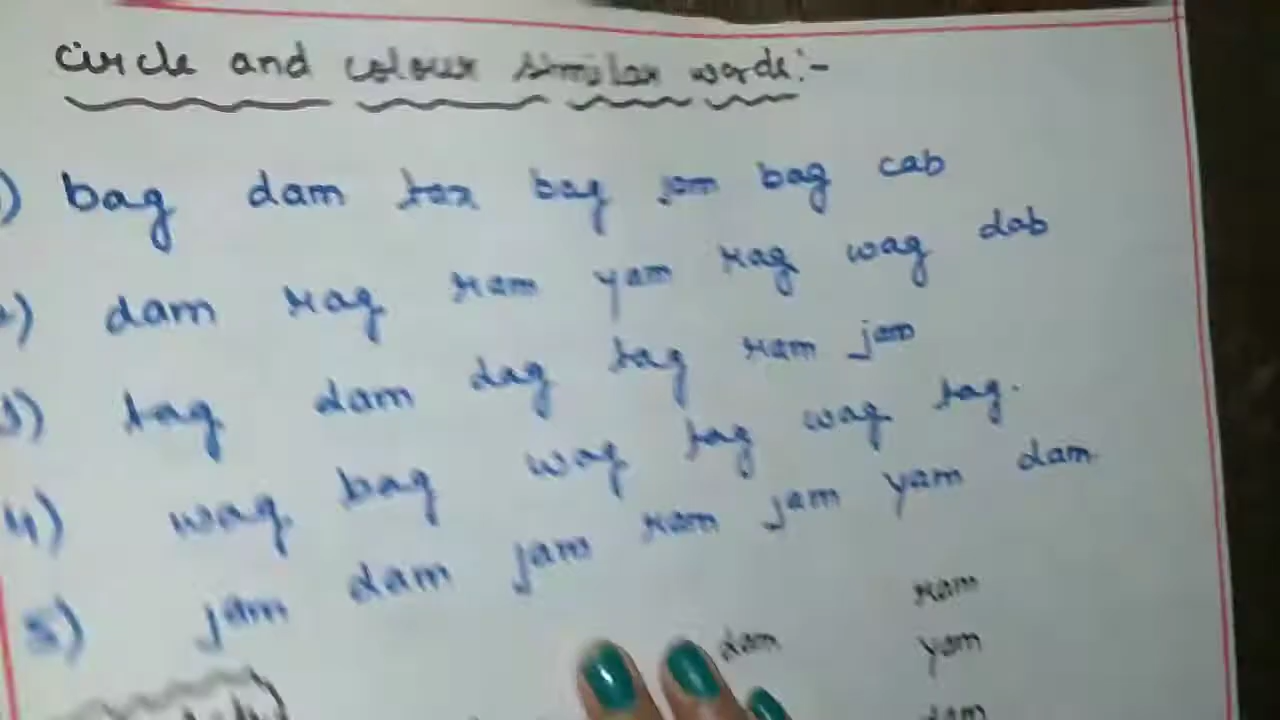 circle and colour similar words:-
1) bag dam tax bag jam bag cab
2) dam rag ram yam rag wag dab
3) tag dam dag tag ram jam
4) wag bag wag tag wag tag.
5) jam dam jam ram jam yam dam
ram
dam yam
dam